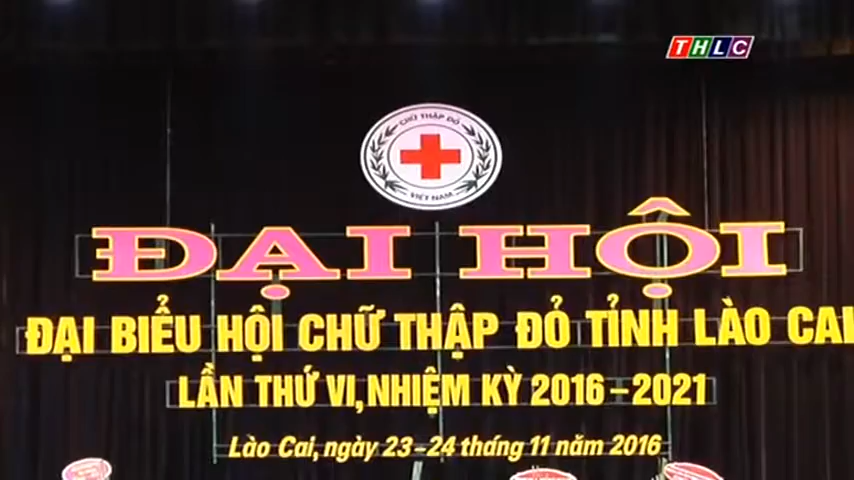 THLC
CHỮ THẬP ĐỎ
VIỆT NAM
ĐẠI HỘI
ĐẠI BIỂU HỘI CHỮ THẬP ĐỎ TỈNH LÀO CAI
LẦN THỨ VI, NHIỆM KỲ 2016-2021
Lào Cai, ngày 23-24 tháng 11 năm 2016